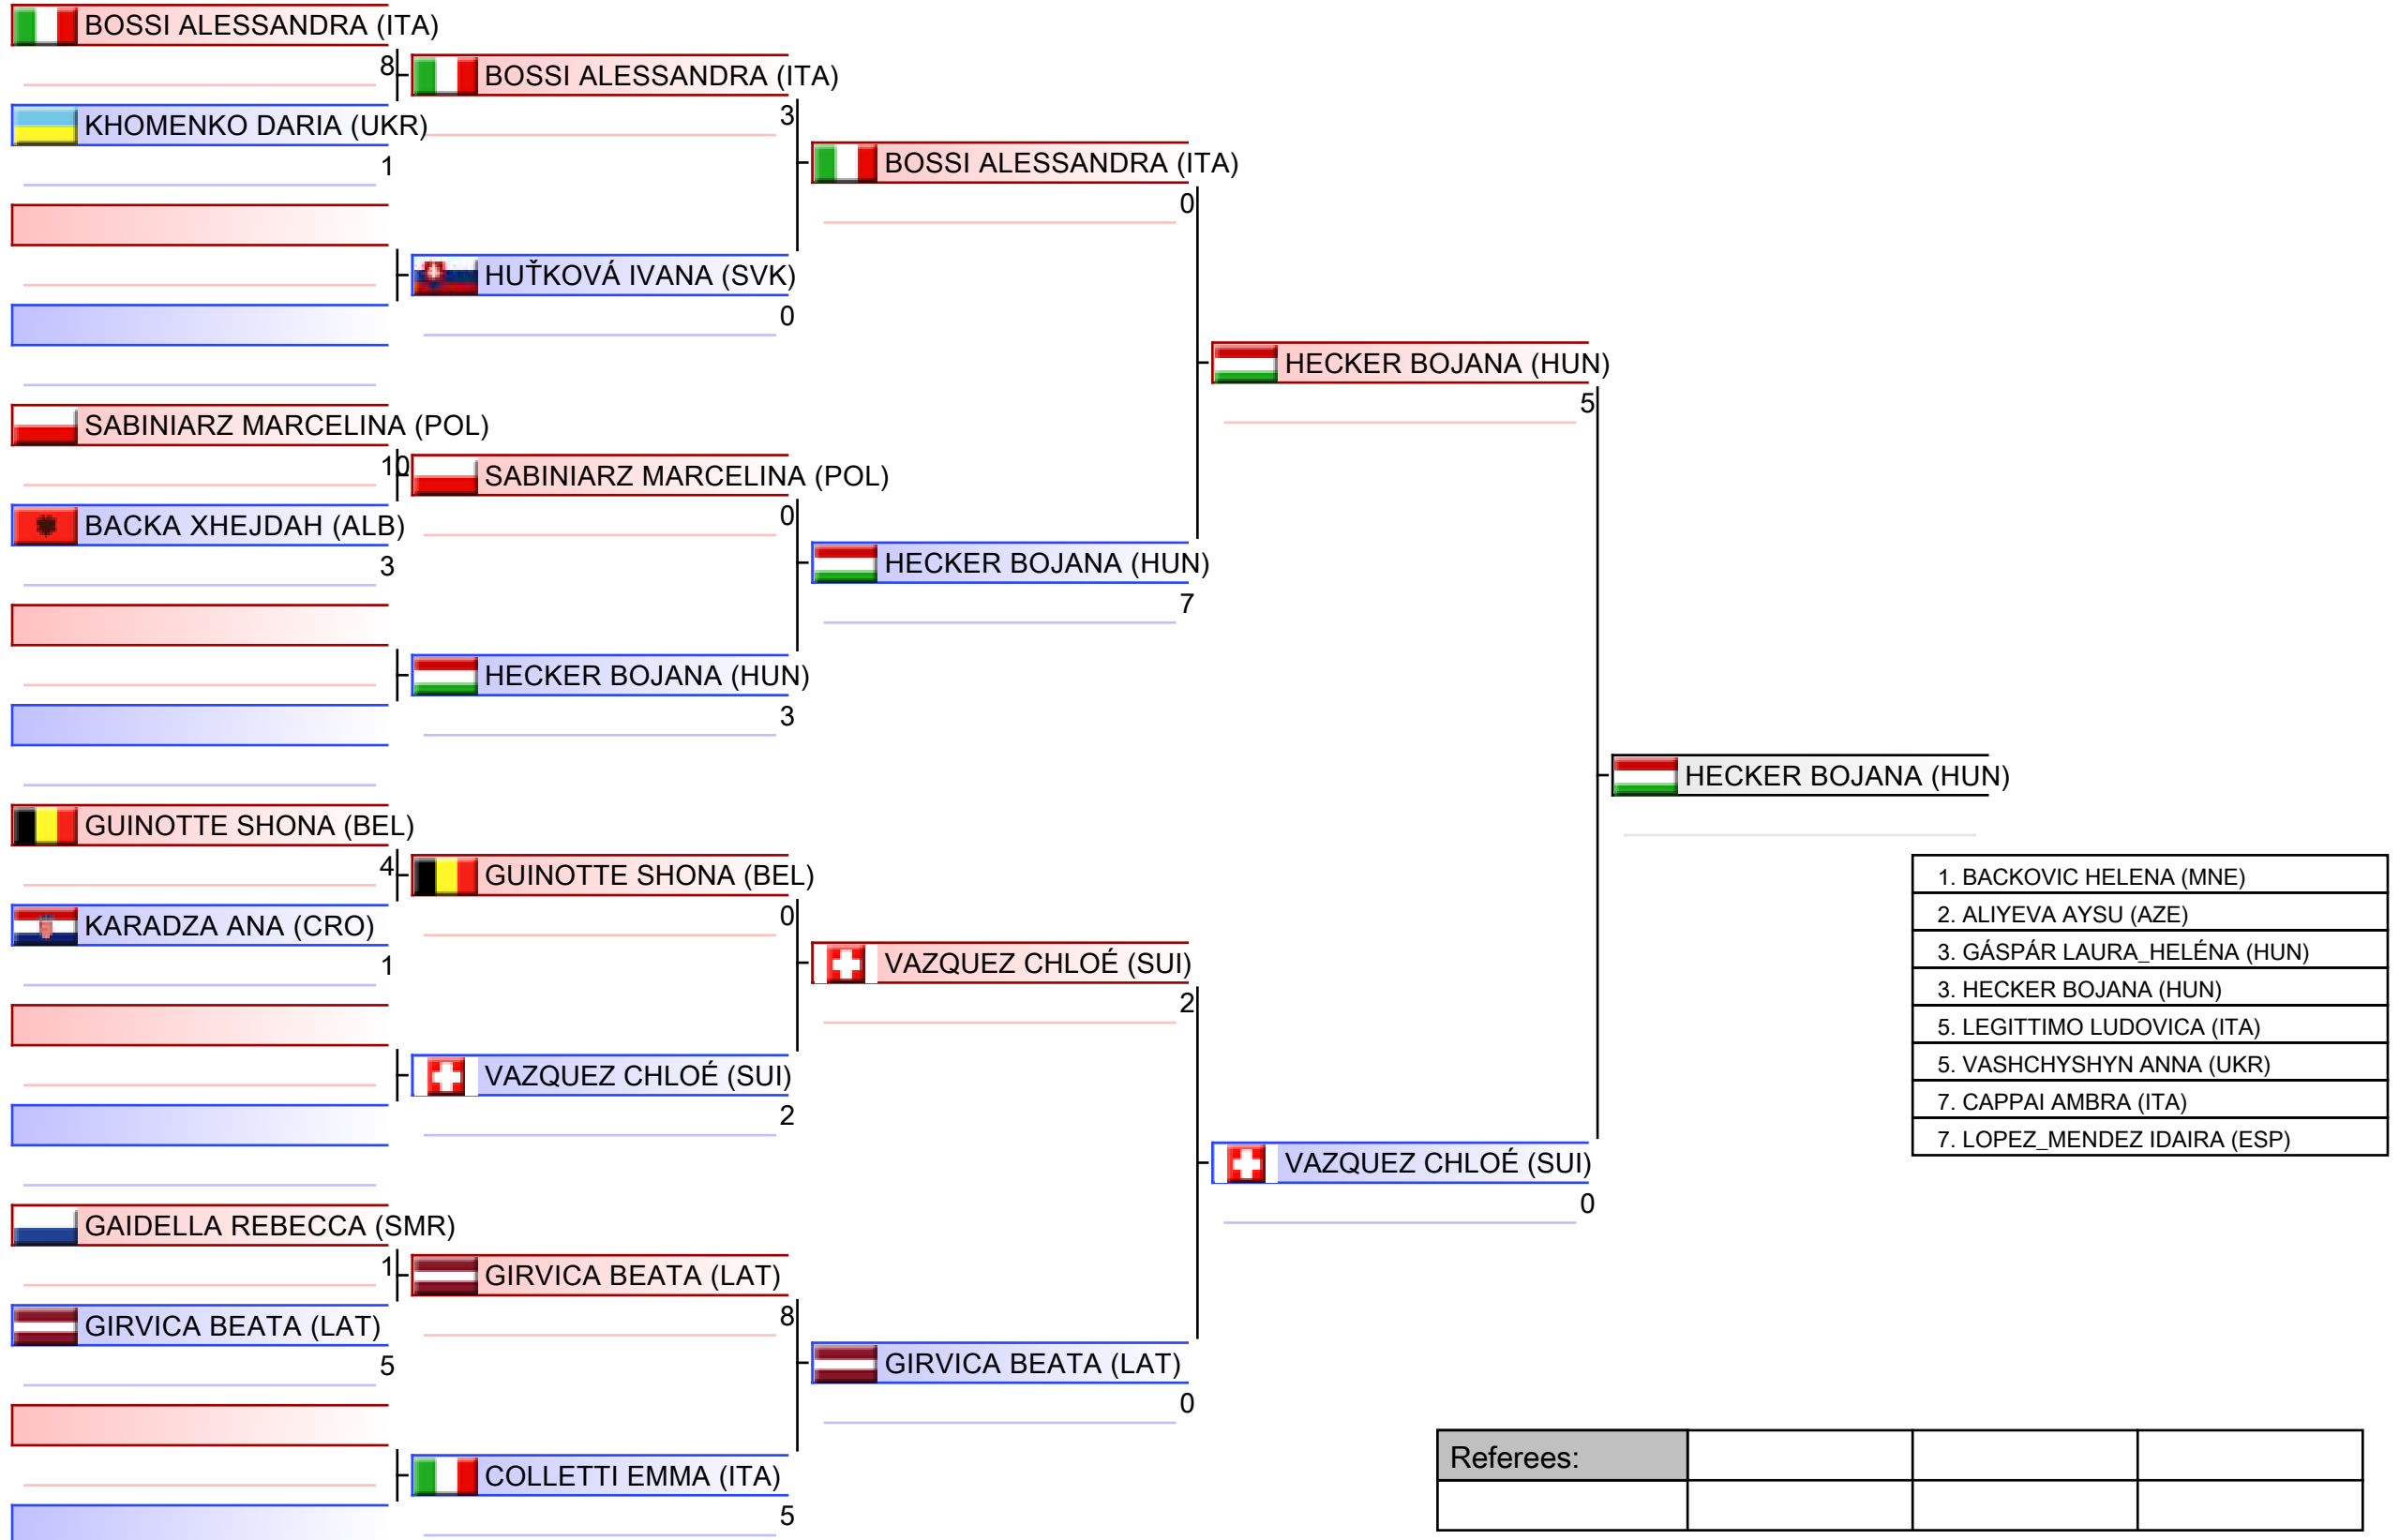 BOSSI ALESSANDRA (ITA)
8
KHOMENKO DARIA (UKR)
1
SABINIARZ MARCELINA (POL)
10
BACKA XHEJDAH (ALB)
3
GUINOTTE SHONA (BEL)
4
KARADZA ANA (CRO)
1
GAIDELLA REBECCA (SMR)
1
GIRVICA BEATA (LAT)
5
BOSSI ALESSANDRA (ITA)
3
HUŤKOVÁ IVANA (SVK)
0
SABINIARZ MARCELINA (POL)
0
HECKER BOJANA (HUN)
3
GUINOTTE SHONA (BEL)
0
VAZQUEZ CHLOÉ (SUI)
2
GIRVICA BEATA (LAT)
8
COLLETTI EMMA (ITA)
5
BOSSI ALESSANDRA (ITA)
0
HECKER BOJANA (HUN)
7
VAZQUEZ CHLOÉ (SUI)
2
GIRVICA BEATA (LAT)
0
HECKER BOJANA (HUN)
5
VAZQUEZ CHLOÉ (SUI)
0
HECKER BOJANA (HUN)
1. BACKOVIC HELENA (MNE)
2. ALIYEVA AYSU (AZE)
3. GÁSPÁR LAURA_HELÉNA (HUN)
3. HECKER BOJANA (HUN)
5. LEGITTIMO LUDOVICA (ITA)
5. VASHCHYSHYN ANNA (UKR)
7. CAPPAI AMBRA (ITA)
7. LOPEZ_MENDEZ IDAIRA (ESP)
Referees: